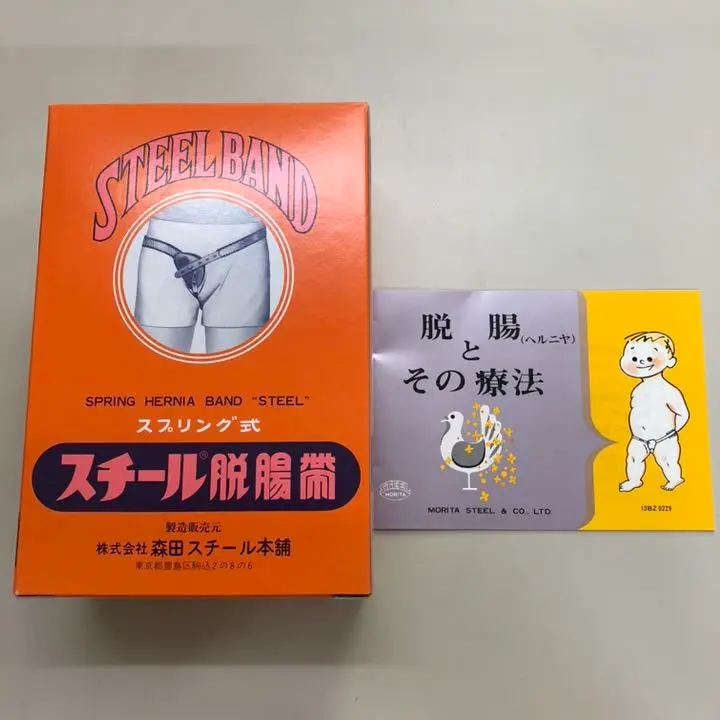 STEEL BAND
SPRING HERNIA BAND "STEEL"
スプリング式
スチール®脱腸帯
製造販売元
株式会社 森田スチール本舗
東京都豊島区駒込2の8の6
脱腸(ヘルニヤ)
と
その療法
MORITA
MORITA STEEL & CO., LTD.
13BZ0229